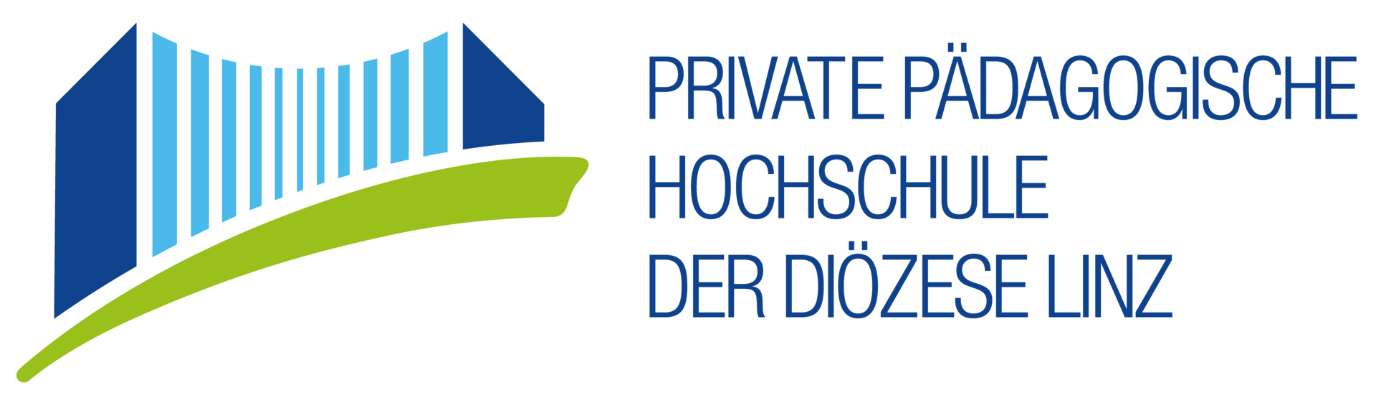 PRIVATE PÄDAGOGISCHE
HOCHSCHULE
DER DIÖZESE LINZ